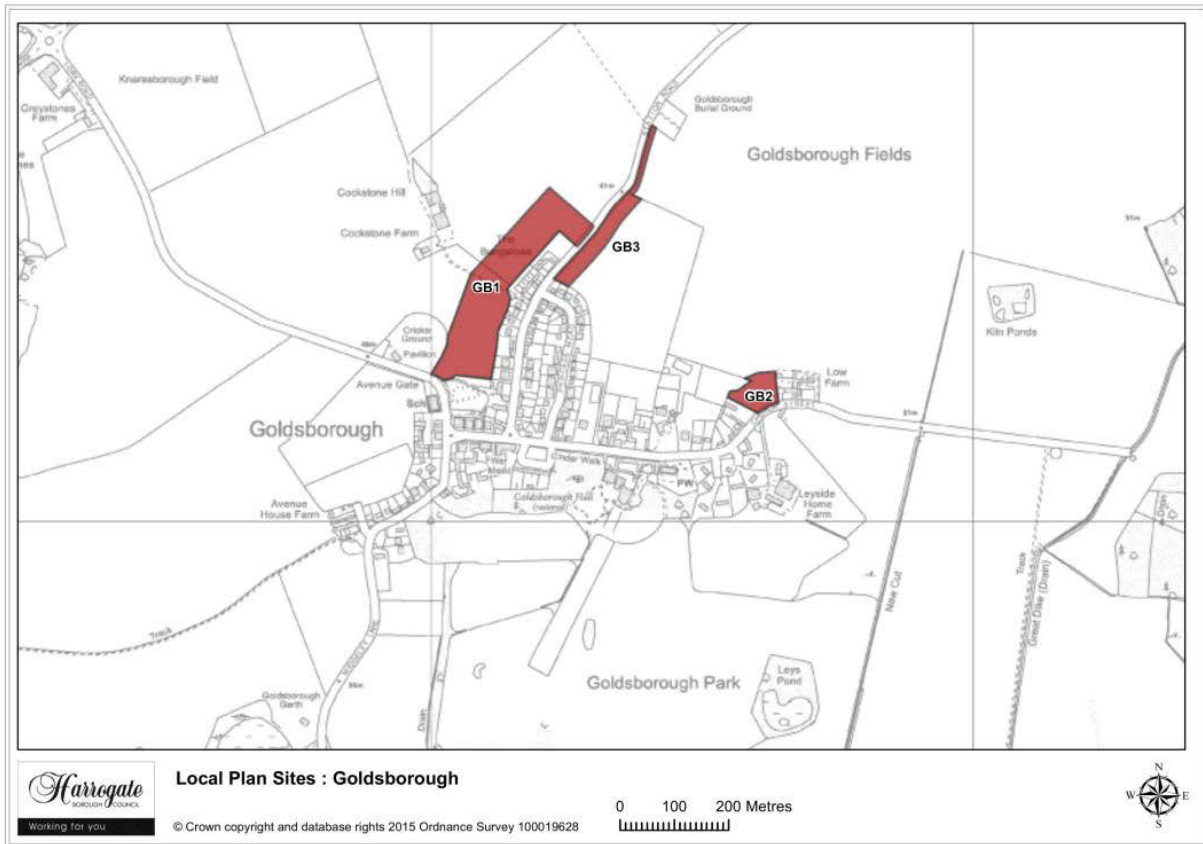 Knaresborough Field
Greystones
Farm
Goldsborough
Burial Ground
Goldsborough Fields
Cockstone Hill
41m
Cockstone Farm
The
Bungalows
GB3
GB1
Kiln Ponds
Cricket
Ground
Pavilion
Avenue Gate
Low
Farm
GB2
Sch
Goldsborough
Cinder Walk
PW
Goldsborough Hall
Leyside
Home
Farm
Avenue
House Farm
New Cut
Track
Great Dike (Drain)
Drain
Track
Goldsborough Park
Leys
Pond
Goldsborough
Garth
Drain
Harrogate
BOROUGH COUNCIL
Working for you
Local Plan Sites : Goldsborough
© Crown copyright and database rights 2015 Ordnance Survey 100019628
0 100 200 Metres
N
W E
S